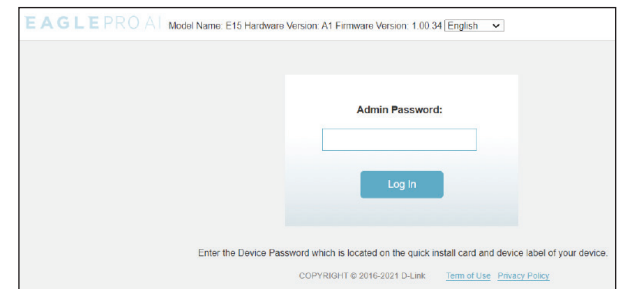 EAGLE PRO AI Model Name: E15 Hardware Version: A1 Firmware Version: 1.00.34 English
Admin Password:
Log In
Enter the Device Password which is located on the quick install card and device label of your device.
COPYRIGHT © 2016-2021 D-Link Term of Use Privacy Policy